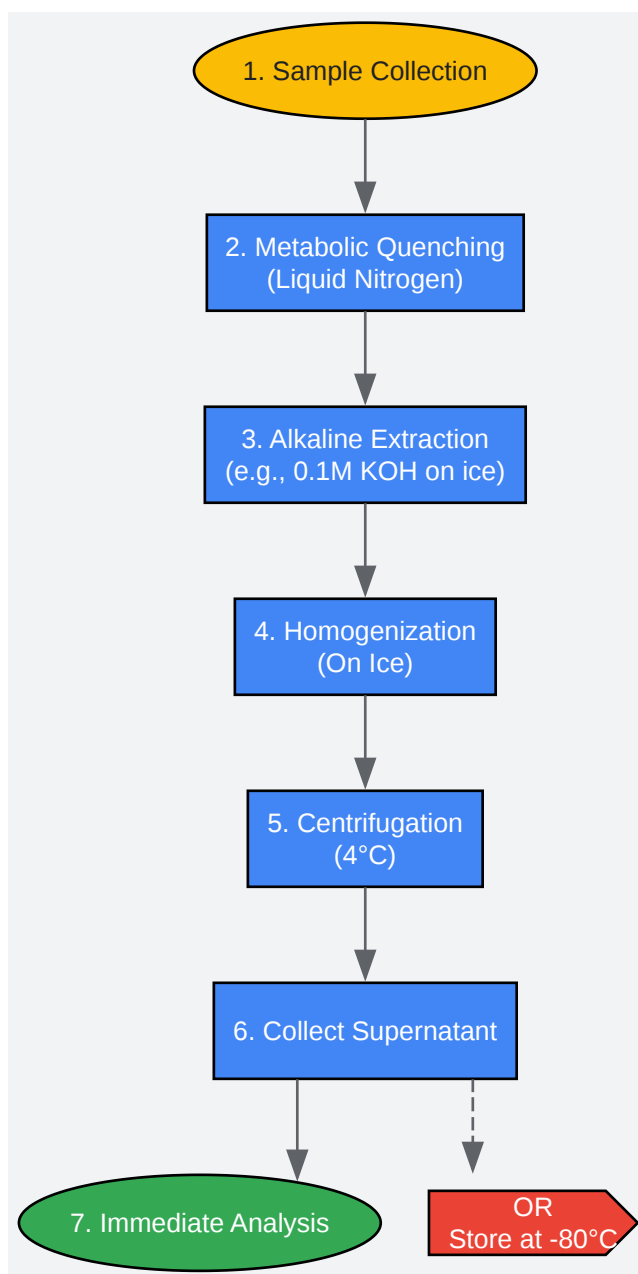 1. Sample Collection
2. Metabolic Quenching
(Liquid Nitrogen)
3. Alkaline Extraction
(e.g., 0.1M KOH on ice)
4. Homogenization
(On Ice)
5. Centrifugation
(4°C)
6. Collect Supernatant
7. Immediate Analysis
OR
Store at -80°C